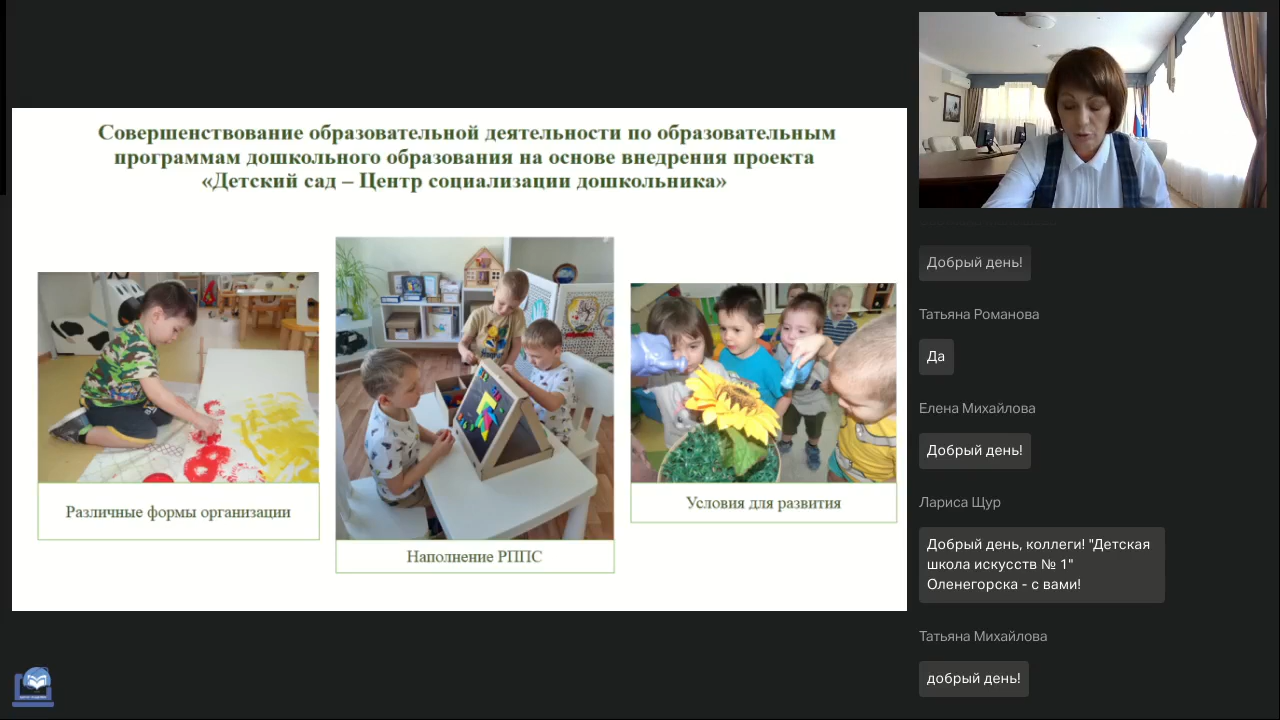 Совершенствование образовательной деятельности по образовательным
программам дошкольного образования на основе внедрения проекта
«Детский сад – Центр социализации дошкольника»
Различные формы организации
Наполнение РППС
Условия для развития
Добрый день!
Татьяна Романова
Да
Елена Михайлова
Добрый день!
Лариса Щур
Добрый день, коллеги! "Детская
школа искусств № 1"
Оленегорска - с вами!
Татьяна Михайлова
добрый день!